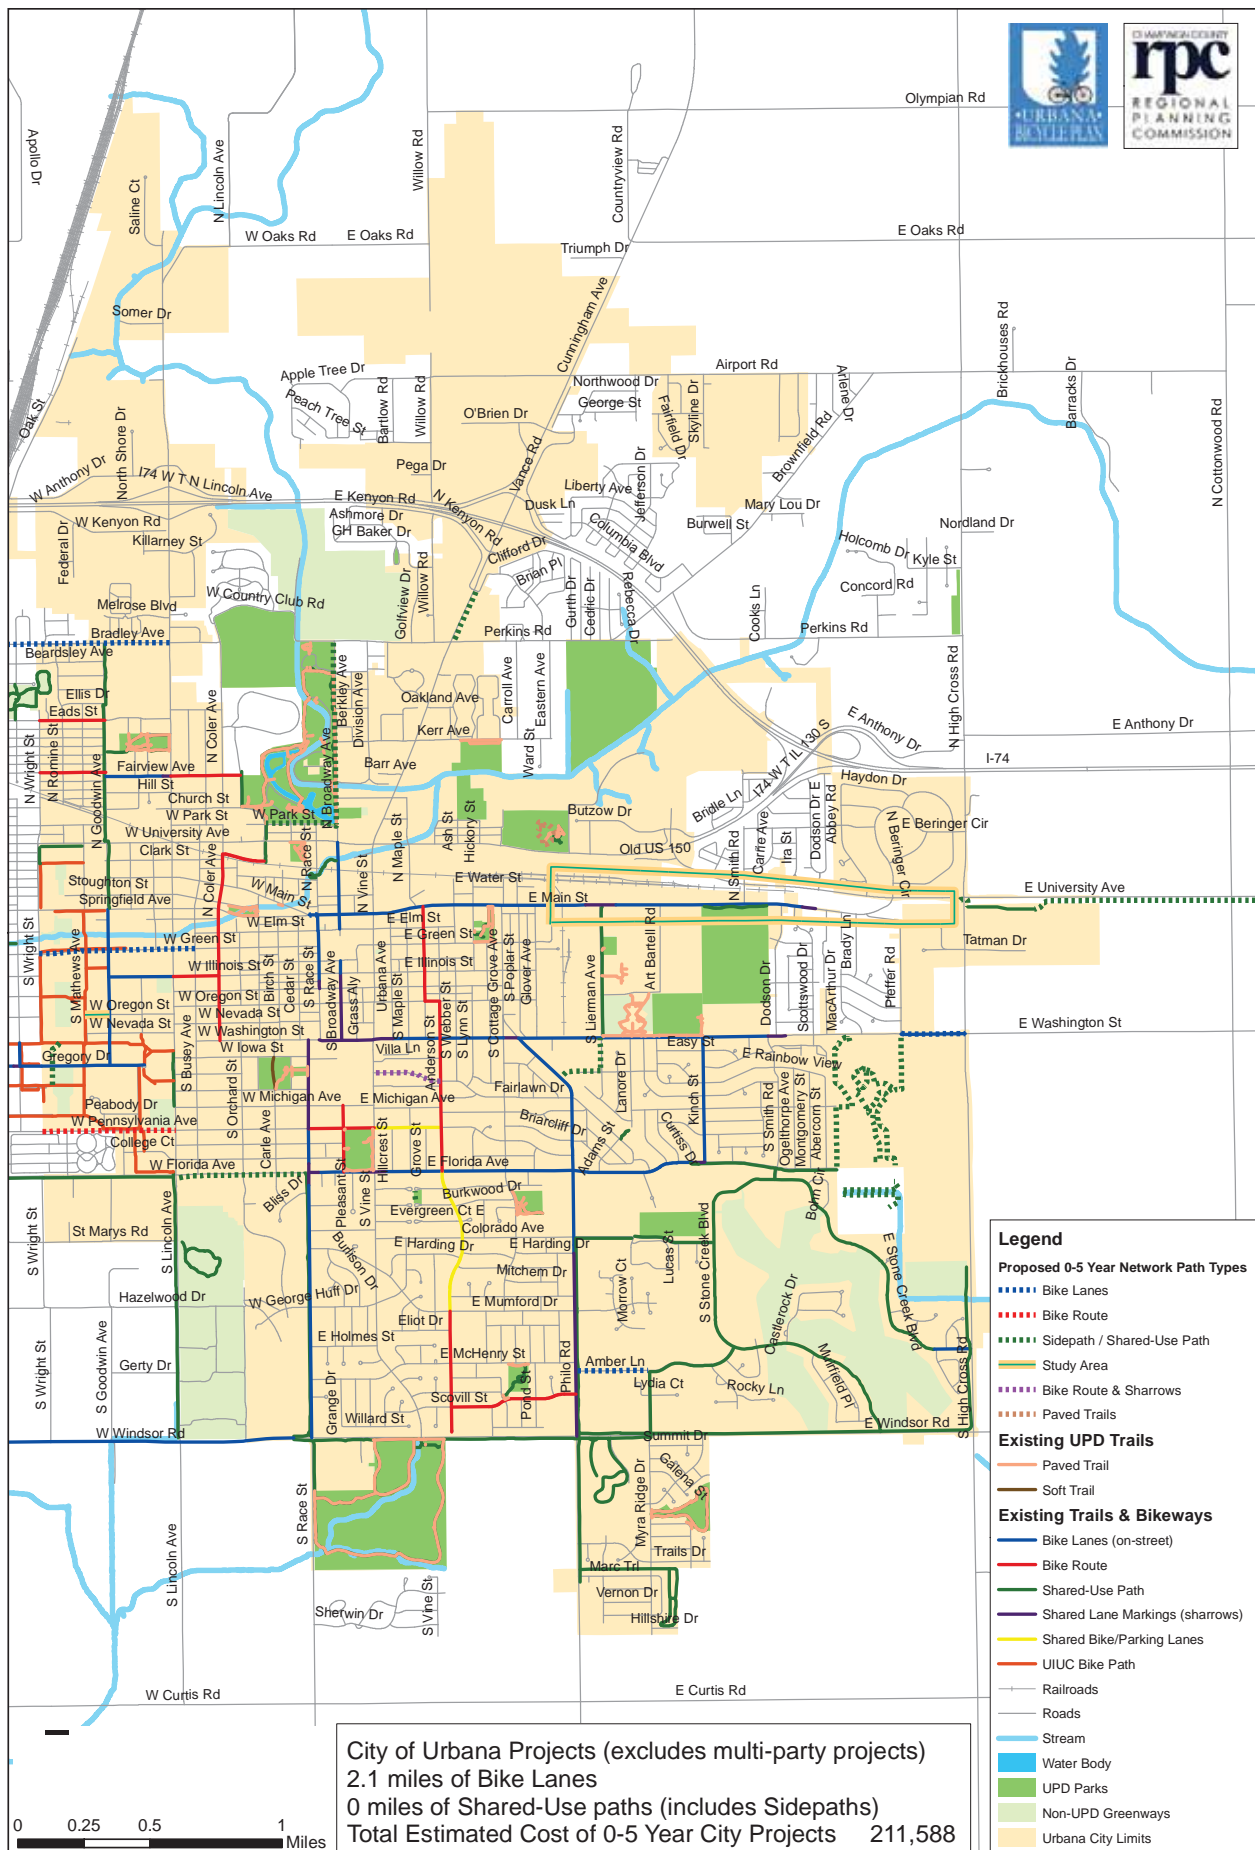 URBANA
BICYCLE PLAN
CHAMPAIGN COUNTY
rpc
REGIONAL
PLANNING
COMMISSION
Olympian Rd
Apollo Dr
Saline Ct
N Lincoln Ave
Willow Rd
Countryview Rd
W Oaks Rd
E Oaks Rd
E Oaks Rd
Triumph Dr
Somer Dr
Cunningham Ave
Brickhouses Rd
Barracks Dr
N Cottonwood Rd
Airport Rd
Apple Tree Dr
Peach Tree St
Bartlow Rd
Willow Rd
Northwood Dr
George St
Fairfield Dr
Skyline Dr
Arlene Dr
O'Brien Dr
Oak St
North Shore Dr
Brownfield Rd
Pega Dr
Vance Rd
W Anthony Dr
I74 W T N Lincoln Ave
E Kenyon Rd
N Kenyon Rd
Liberty Ave
Jefferson Dr
Dusk Ln
Mary Lou Dr
Ashmore Dr
GH Baker Dr
W Kenyon Rd
Killarney St
Federal Dr
Columbia Blvd
Burwell St
Nordland Dr
Clifford Dr
Holcomb Dr
Kyle St
Brian Pl
Concord Rd
Golfview Dr
Willow Rd
Gurth Dr
Cedric Dr
Rebecca Dr
Cooks Ln
W Country Club Rd
Melrose Blvd
Bradley Ave
Perkins Rd
Perkins Rd
Beardsley Ave
Ellis Dr
Eads St
N Coler Ave
Berkley Ave
Division Ave
Oakland Ave
Carroll Ave
Eastern Ave
N High Cross Rd
Kerr Ave
E Anthony Dr
E Anthony Dr
N Wright St
N Romine St
N Goodwin Ave
Ward St
I74 W T IL 130 S
I-74
Fairview Ave
Barr Ave
N Broadway Ave
Haydon Dr
Hill St
Church St
W Park St
W Park St
W University Ave
Clark St
Butzow Dr
Bridle Ln
Ash St
Hickory St
Dodson Dr E
Abbey Rd
N Beringer Cir
E Beringer Cir
N Race St
N Vine St
N Maple St
Old US 150
N Smith Rd
Carrie Ave
Ira St
Stoughton St
Springfield Ave
N Coler Ave
W Main St
E Water St
E Main St
E University Ave
W Elm St
E Elm St
W Green St
E Green St
Tatman Dr
S Wright St
S Mathews Ave
W Illinois St
E Illinois St
Birch St
Cedar St
S Race St
S Broadway Ave
Grass Aly
Urbana Ave
S Maple St
S Poplar St
Glover Ave
S Lierman Ave
Art Bartell Rd
Dodson Dr
Scottswood Dr
MacArthur Dr
Brady Ln
Pfeffer Rd
W Oregon St
W Oregon St
W Nevada St
W Nevada St
W Washington St
E Washington St
Gregory Dr
S Busey Ave
W Iowa St
Villa Ln
Anderson St
S Webber St
S Lynn St
S Cottage Grove Ave
Easy St
E Rainbow View
Peabody Dr
W Pennsylvania Ave
College Ct
S Orchard St
W Michigan Ave
E Michigan Ave
Fairlawn Dr
Lanore Dr
Kinch St
S Smith Rd
Ogelthorpe Ave
Montgomery St
Abercorn St
Briarcliff Dr
Adams St
Curtiss Dr
Carle Ave
W Florida Ave
E Florida Ave
Hillcrest St
Grove St
Pleasant St
S Vine St
Bliss Dr
Burkwood Dr
Evergreen Ct E
Colorado Ave
Bohn Cir
S Wright St
St Marys Rd
S Lincoln Ave
Burlison Dr
E Harding Dr
E Harding Dr
Lucas St
S Stone Creek Blvd
E Stone Creek Blvd
Hazelwood Dr
W George Huff Dr
Mitchem Dr
E Mumford Dr
Morrow Ct
Castlerock Dr
Eliot Dr
E Holmes St
S Wright St
S Goodwin Ave
Gerty Dr
E McHenry St
Philo Rd
Amber Ln
Lydia Ct
Rocky Ln
Muirfield Pl
S High Cross Rd
Grange Dr
Scovill St
Pond St
Willard St
W Windsor Rd
E Windsor Rd
Summit Dr
Galena St
S Race St
Myra Ridge Dr
Trails Dr
S Lincoln Ave
Marc Trl
Vernon Dr
Hillshire Dr
Sherwin Dr
S Vine St
W Curtis Rd
E Curtis Rd
Legend
Proposed 0-5 Year Network Path Types
Bike Lanes
Bike Route
Sidepath / Shared-Use Path
Study Area
Bike Route & Sharrows
Paved Trails
Existing UPD Trails
Paved Trail
Soft Trail
Existing Trails & Bikeways
Bike Lanes (on-street)
Bike Route
Shared-Use Path
Shared Lane Markings (sharrows)
Shared Bike/Parking Lanes
UIUC Bike Path
Railroads
Roads
Stream
Water Body
UPD Parks
Non-UPD Greenways
Urbana City Limits
City of Urbana Projects (excludes multi-party projects)
2.1 miles of Bike Lanes
0 miles of Shared-Use paths (includes Sidepaths)
Total Estimated Cost of 0-5 Year City Projects 211,588
0 0.25 0.5 1
Miles